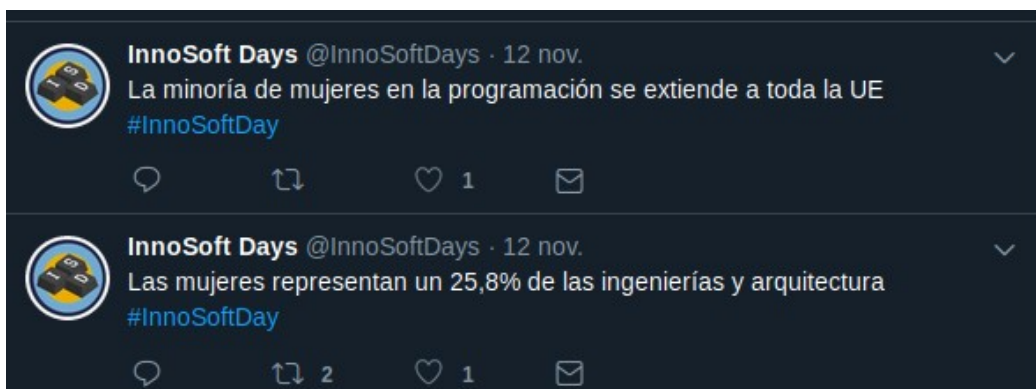 InnoSoft Days @InnoSoftDays · 12 nov.
La minoría de mujeres en la programación se extiende a toda la UE
#InnoSoftDay
1
InnoSoft Days @InnoSoftDays · 12 nov.
Las mujeres representan un 25,8% de las ingenierías y arquitectura
#InnoSoftDay
2 1